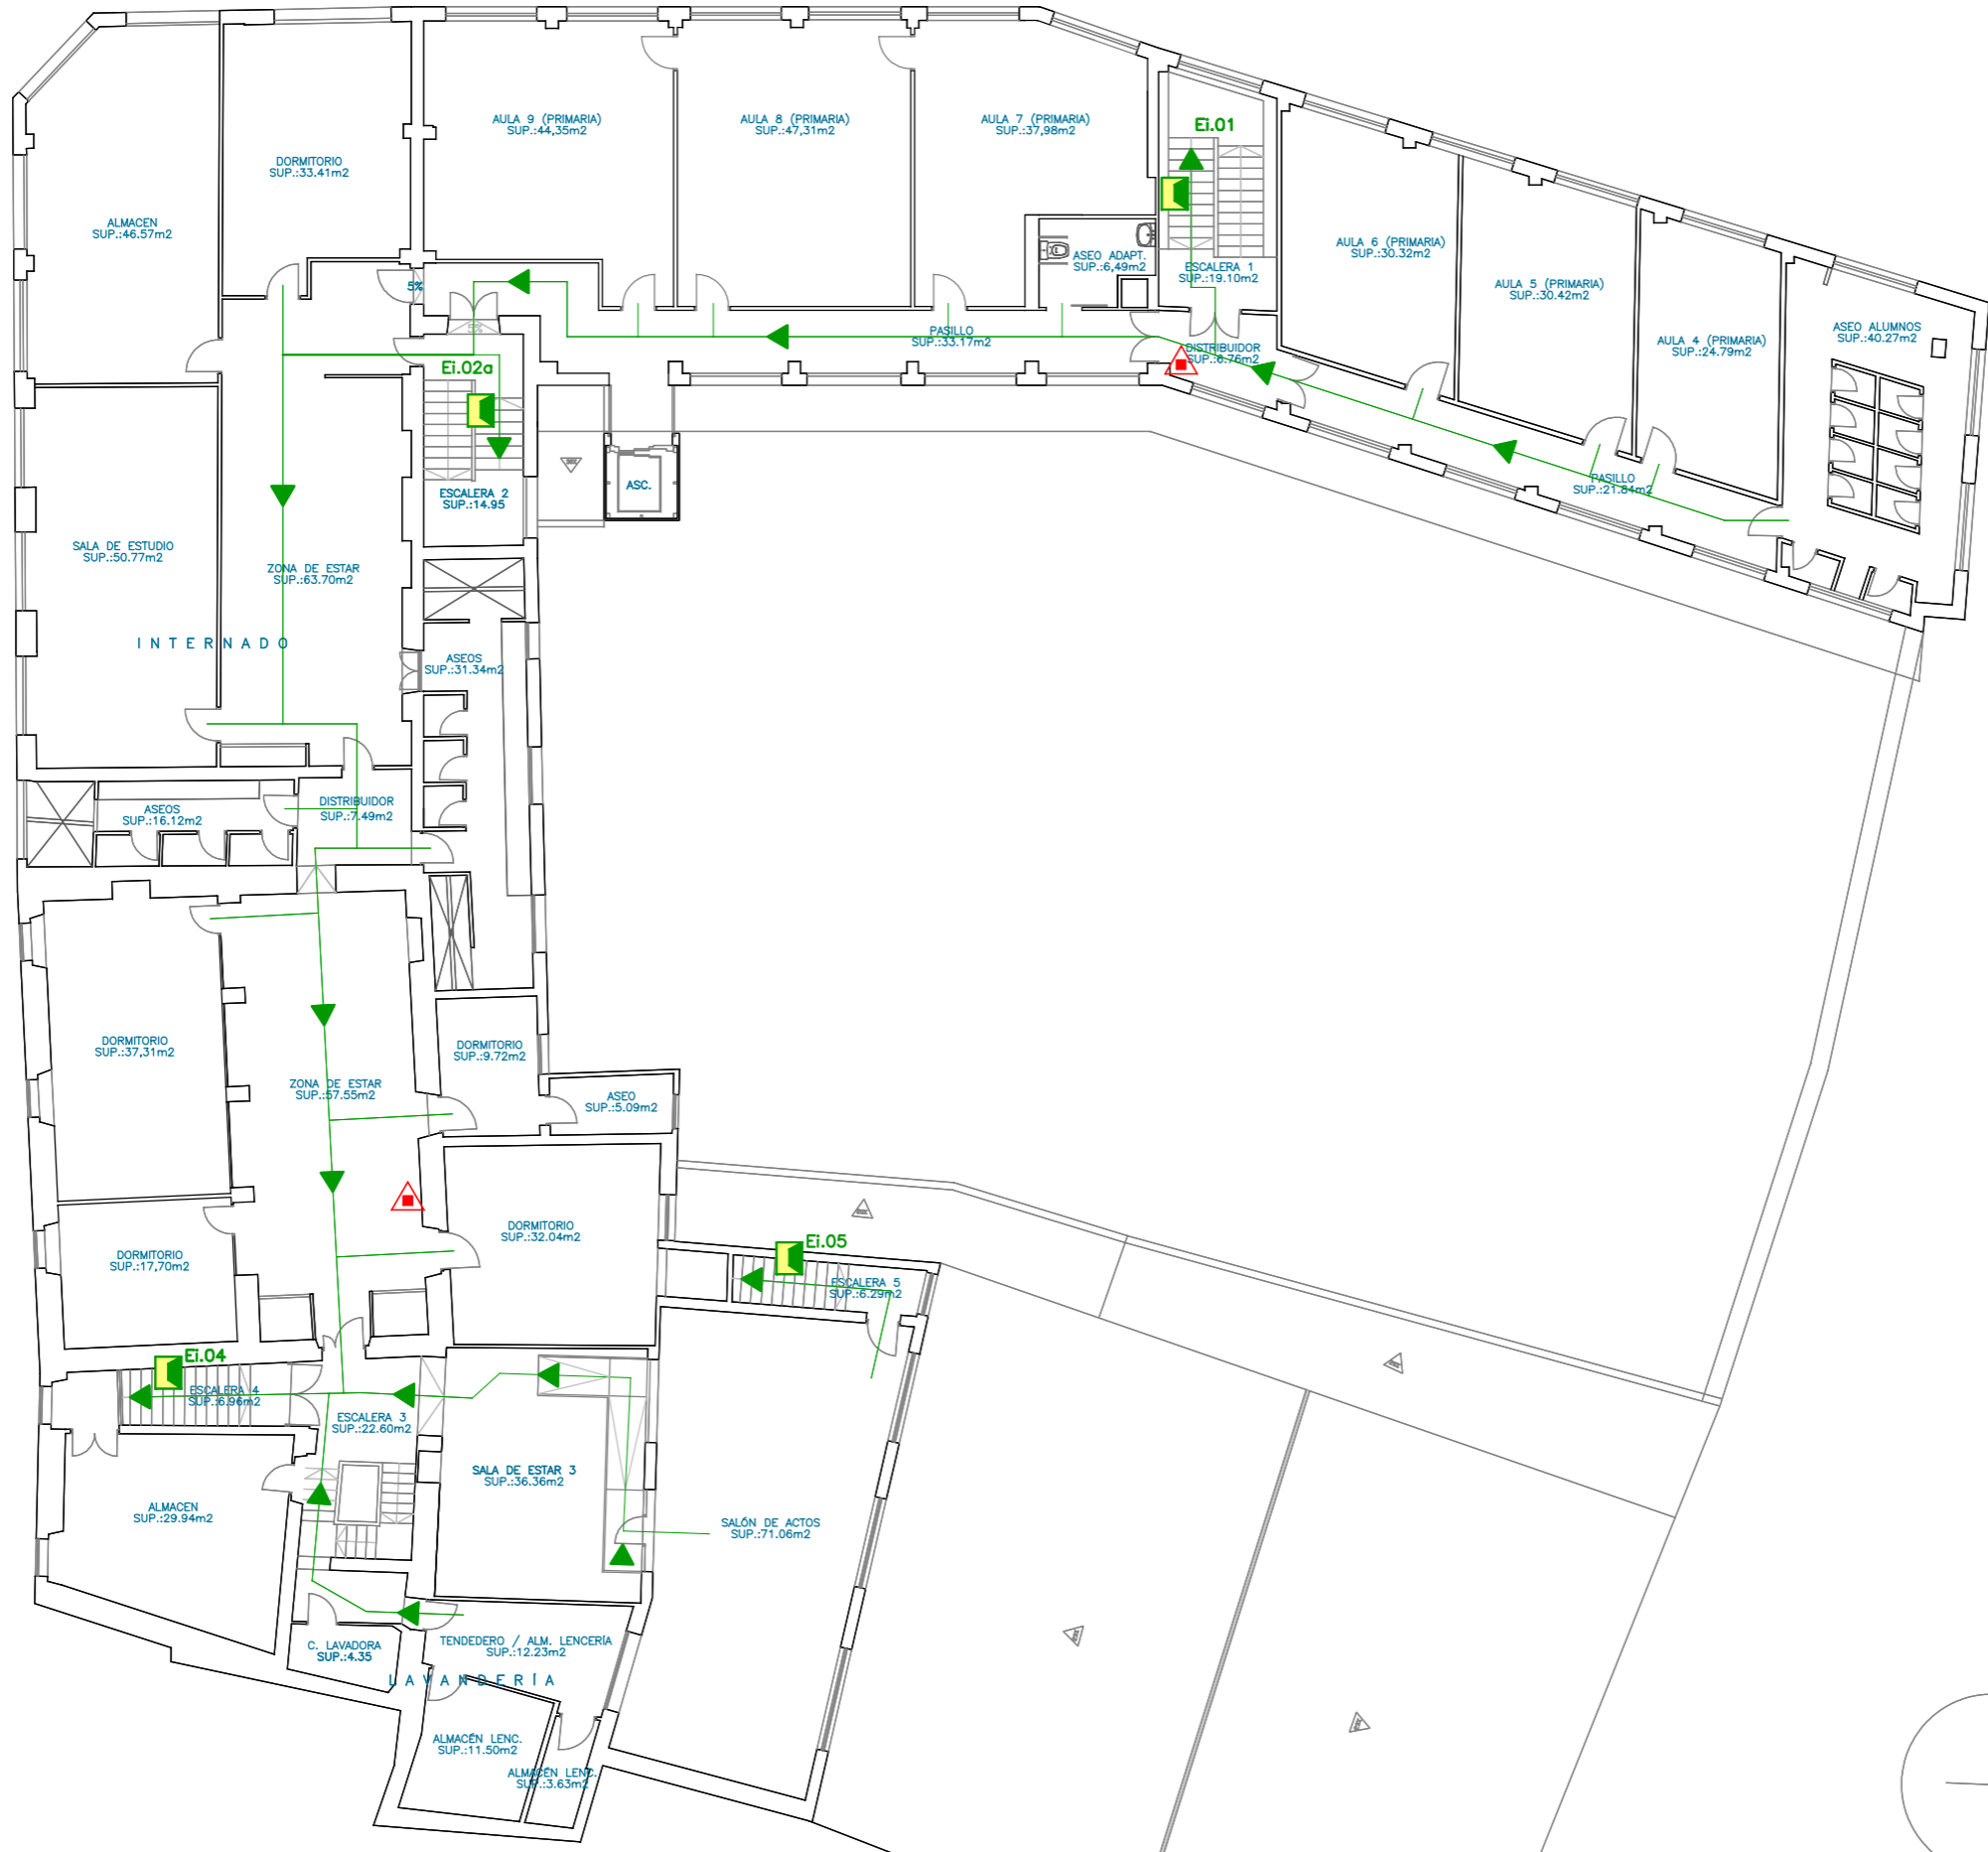 AULA 9 (PRIMARIA)
SUP.:44,35m2
AULA 8 (PRIMARIA)
SUP.:47,31m2
AULA 7 (PRIMARIA)
SUP.:37,98m2
Ei.01
DORMITORIO
SUP.:33.41m2
ALMACEN
SUP.:46.57m2
ASEO ADAPT.
SUP.:6,49m2
ESCALERA 1
SUP.:19.10m2
AULA 6 (PRIMARIA)
SUP.:30.32m2
AULA 5 (PRIMARIA)
SUP.:30.42m2
AULA 4 (PRIMARIA)
SUP.:24.79m2
ASEO ALUMNOS
SUP.:40.27m2
5%
PASILLO
SUP.:33.17m2
DISTRIBUIDOR
SUP.:6.76m2
Ei.02a
ESCALERA 2
SUP.:14.95
ASC.
PASILLO
SUP.:21.84m2
SALA DE ESTUDIO
SUP.:50.77m2
ZONA DE ESTAR
SUP.:63.70m2
INTERNADO
ASEOS
SUP.:31.34m2
ASEOS
SUP.:16.12m2
DISTRIBUIDOR
SUP.:7.49m2
DORMITORIO
SUP.:37,31m2
ZONA DE ESTAR
SUP.:57.55m2
DORMITORIO
SUP.:9.72m2
ASEO
SUP.:5.09m2
DORMITORIO
SUP.:32.04m2
DORMITORIO
SUP.:17,70m2
Ei.05
ESCALERA 5
SUP.:6.29m2
Ei.04
ESCALERA 4
SUP.:6.96m2
ESCALERA 3
SUP.:22.60m2
SALA DE ESTAR 3
SUP.:36.36m2
ALMACEN
SUP.:29.94m2
SALÓN DE ACTOS
SUP.:71.06m2
C. LAVADORA
SUP.:4.35
TENDEDERO / ALM. LENCERÍA
SUP.:12.23m2
LAVANDERÍA
ALMACÉN LENC.
SUP.:11.50m2
ALMACÉN LENC.
SUP.:3.63m2